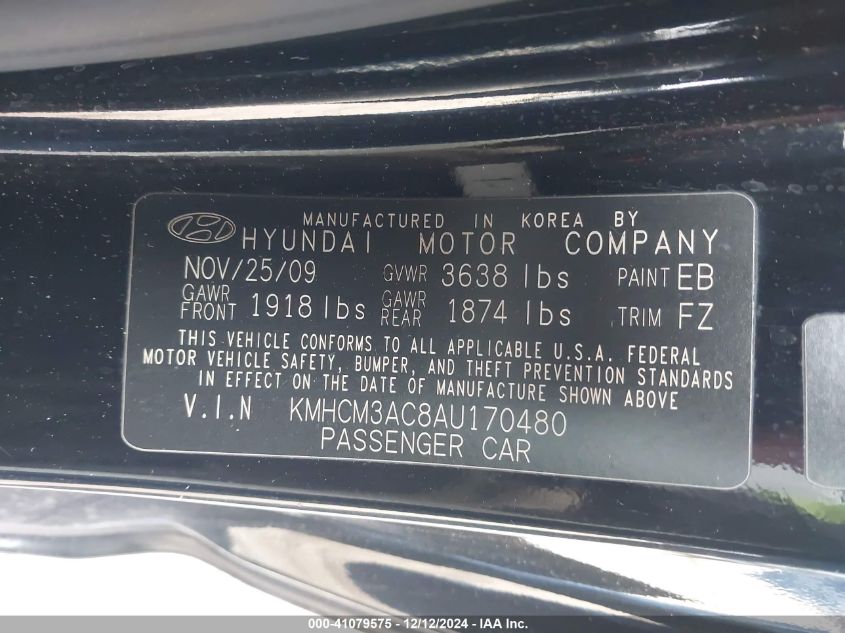 MANUFACTURED IN KOREA BY
HYUNDAI MOTOR COMPANY
NOV/25/09 GVWR 3638 lbs PAINT EB
GAWR FRONT 1918 lbs GAWR REAR 1874 lbs TRIM FZ
THIS VEHICLE CONFORMS TO ALL APPLICABLE U.S.A. FEDERAL
MOTOR VEHICLE SAFETY, BUMPER, AND THEFT PREVENTION STANDARDS
IN EFFECT ON THE DATE OF MANUFACTURE SHOWN ABOVE
V.I.N KMHCM3AC8AU170480
PASSENGER CAR
000-41079575 - 12/12/2024 - IAA Inc.